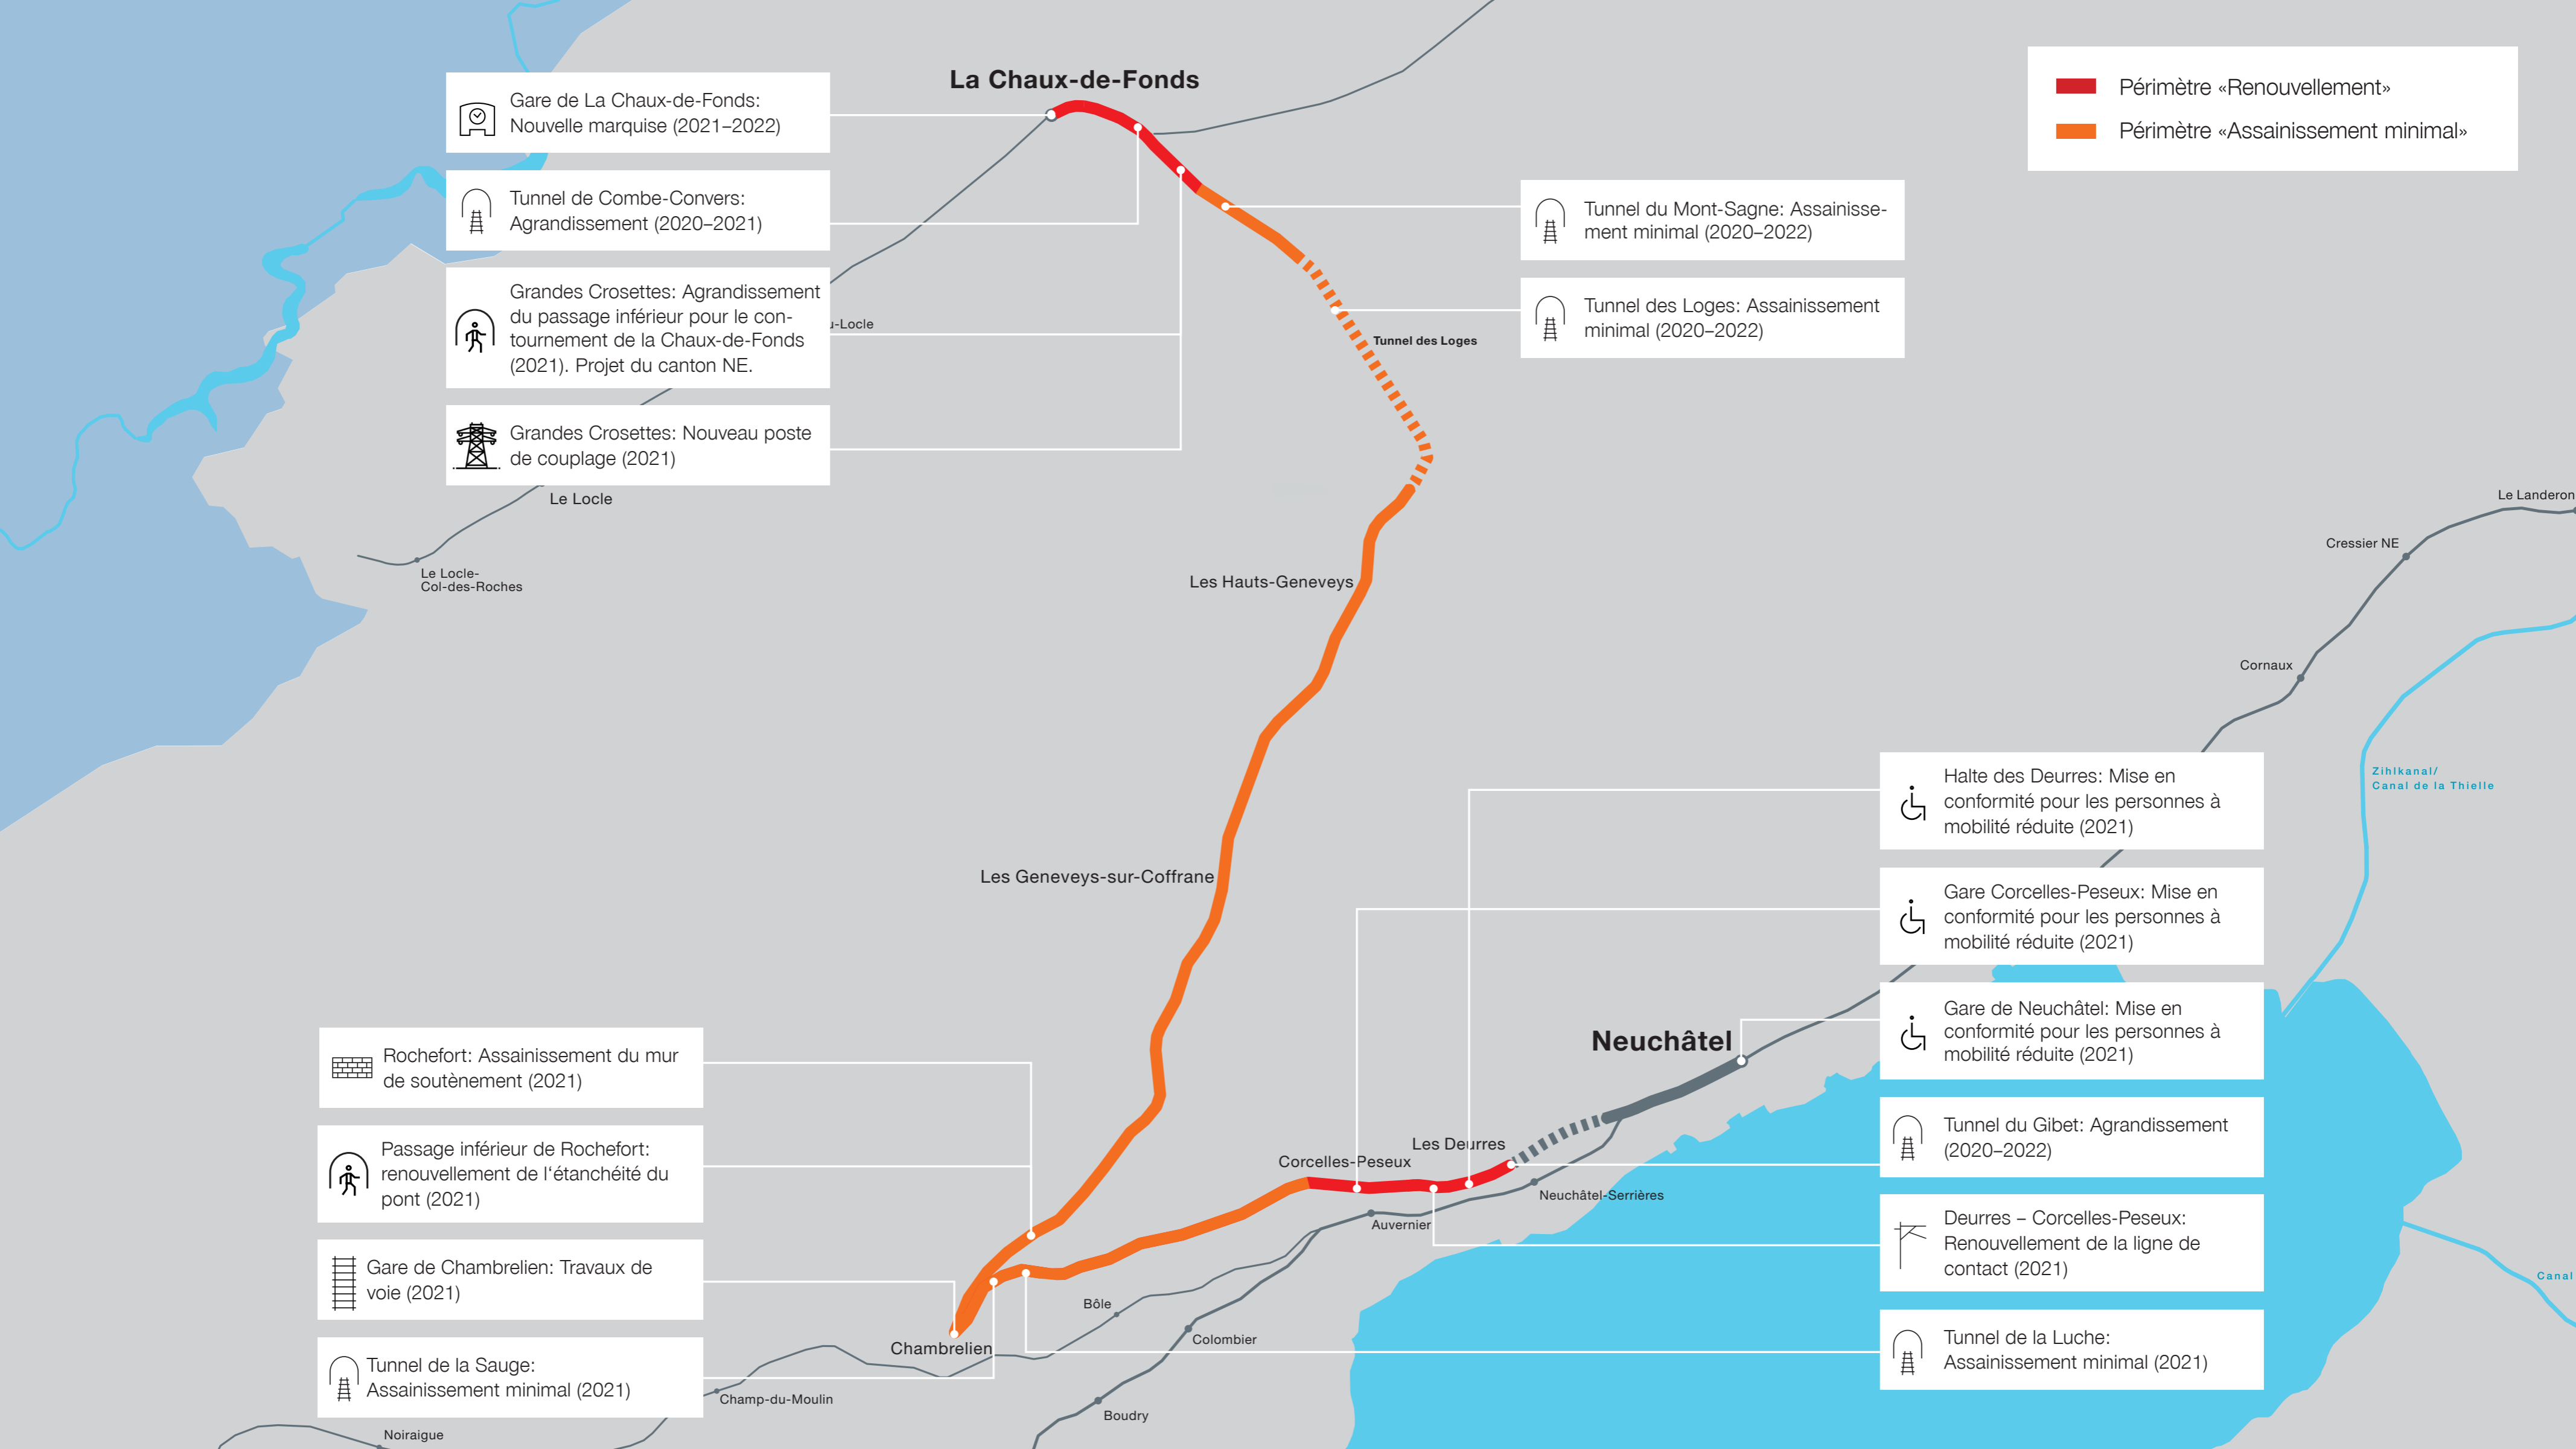 La Chaux-de-Fonds
Périmètre «Renouvellement»
Périmètre «Assainissement minimal»
Gare de La Chaux-de-Fonds:
Nouvelle marquise (2021–2022)
Tunnel de Combe-Convers:
Agrandissement (2020–2021)
Grandes Crosettes: Agrandissement
du passage inférieur pour le con-
tournement de la Chaux-de-Fonds
(2021). Projet du canton NE.
Grandes Crosettes: Nouveau poste
de couplage (2021)
Tunnel du Mont-Sagne: Assainisse-
ment minimal (2020–2022)
Tunnel des Loges: Assainissement
minimal (2020–2022)
-Locle
Tunnel des Loges
Le Locle
Le Locle-
Col-des-Roches
Les Hauts-Geneveys
Le Landeron
Cressier NE
Cornaux
Zihlkanal/
Canal de la Thielle
Les Geneveys-sur-Coffrane
Halte des Deurres: Mise en
conformité pour les personnes à
mobilité réduite (2021)
Gare Corcelles-Peseux: Mise en
conformité pour les personnes à
mobilité réduite (2021)
Gare de Neuchâtel: Mise en
conformité pour les personnes à
mobilité réduite (2021)
Tunnel du Gibet: Agrandissement
(2020–2022)
Deurres – Corcelles-Peseux:
Renouvellement de la ligne de
contact (2021)
Tunnel de la Luche:
Assainissement minimal (2021)
Neuchâtel
Les Deurres
Corcelles-Peseux
Neuchâtel-Serrières
Auvernier
Rochefort: Assainissement du mur
de soutènement (2021)
Passage inférieur de Rochefort:
renouvellement de l‘étanchéité du
pont (2021)
Gare de Chambrelien: Travaux de
voie (2021)
Tunnel de la Sauge:
Assainissement minimal (2021)
Bôle
Colombier
Chambrelien
Champ-du-Moulin
Boudry
Noiraigue
Canal